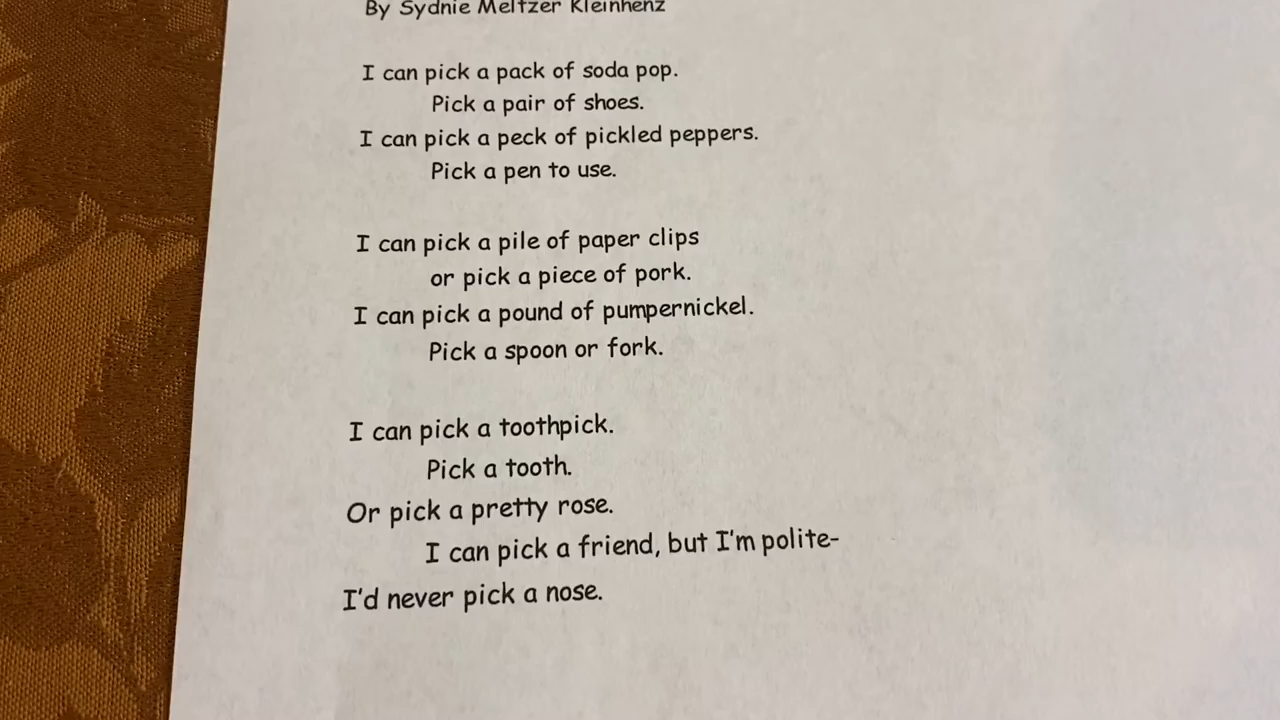 By Sydnie Meltzer Kleinhenz
I can pick a pack of soda pop.
Pick a pair of shoes.
I can pick a peck of pickled peppers.
Pick a pen to use.
I can pick a pile of paper clips
or pick a piece of pork.
I can pick a pound of pumpernickel.
Pick a spoon or fork.
I can pick a toothpick.
Pick a tooth.
Or pick a pretty rose.
I can pick a friend, but I'm polite-
I'd never pick a nose.